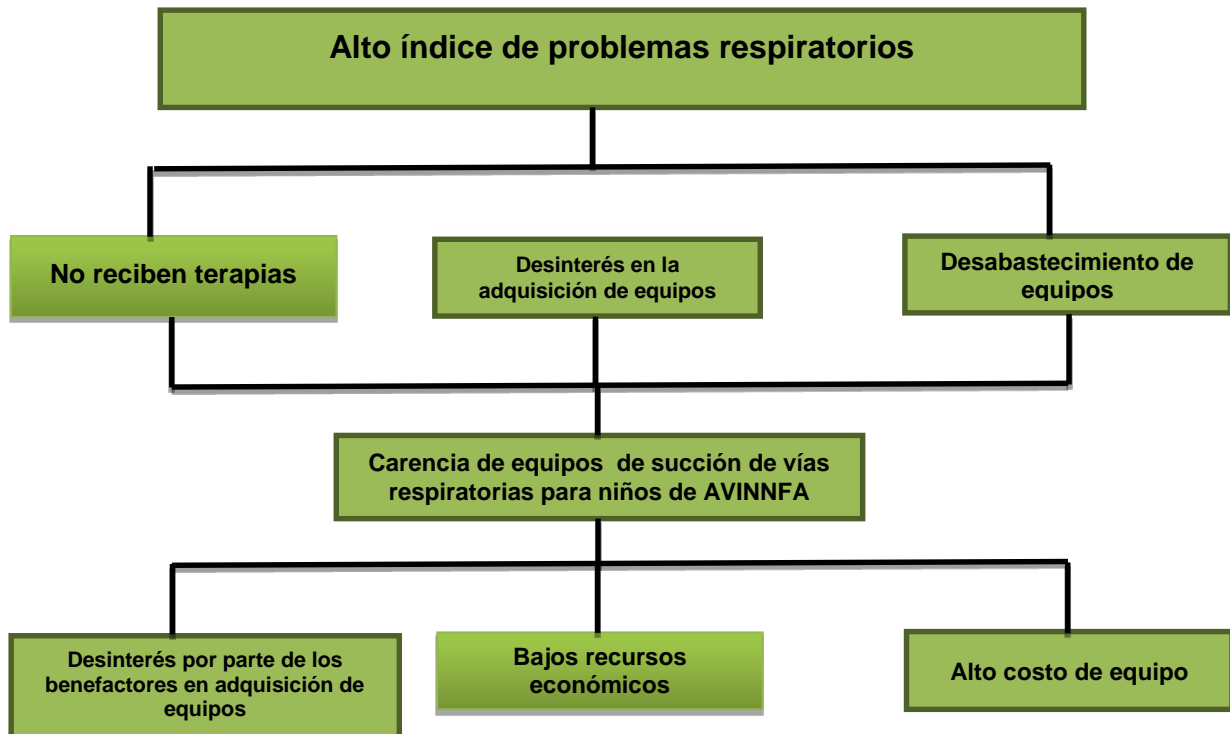 Alto índice de problemas respiratorios
No reciben terapias
Desinterés en la
adquisición de equipos
Desabastecimiento de
equipos
Carencia de equipos de succión de vías
respiratorias para niños de AVINNFA
Desinterés por parte de los
benefactores en adquisición de
equipos
Bajos recursos
económicos
Alto costo de equipo